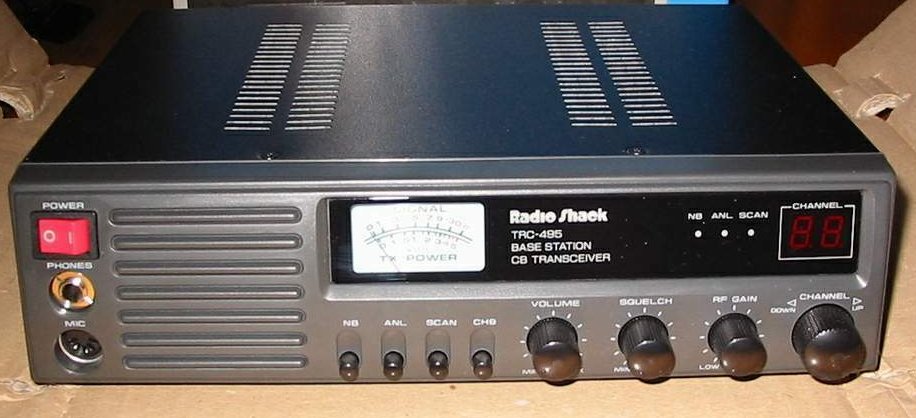 POWER
O I
PHONES
MIC
SIGNAL
TX POWER
Radio Shack
TRC-495
BASE STATION
CB TRANSCEIVER
NB ANL SCAN
CHANNEL
NB ANL SCAN CH9
VOLUME
SQUELCH
RF GAIN
LOW
CHANNEL
DOWN UP